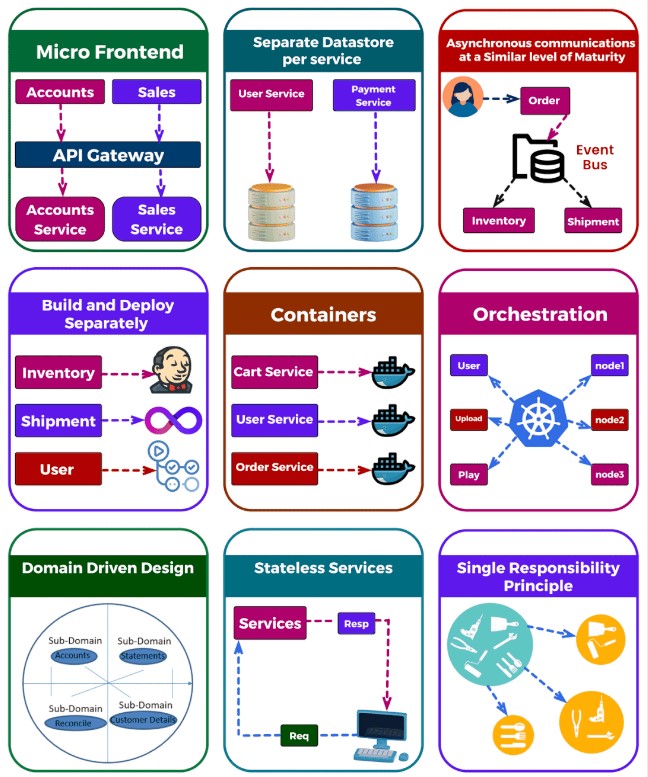 Micro Frontend
Accounts
Sales
API Gateway
Accounts
Service
Sales
Service
Separate Datastore
per service
User Service
Payment
Service
Asynchronous communications
at a Similar level of Maturity
Order
Event
Bus
Inventory
Shipment
Build and Deploy
Separately
Inventory
Shipment
User
Containers
Cart Service
User Service
Order Service
Orchestration
User
node1
Upload
node2
Play
node3
Domain Driven Design
Sub-Domain
Accounts
Sub-Domain
Statements
Sub-Domain
Reconcile
Sub-Domain
Customer Details
Stateless Services
Services
Resp
Req
Single Responsibility
Principle